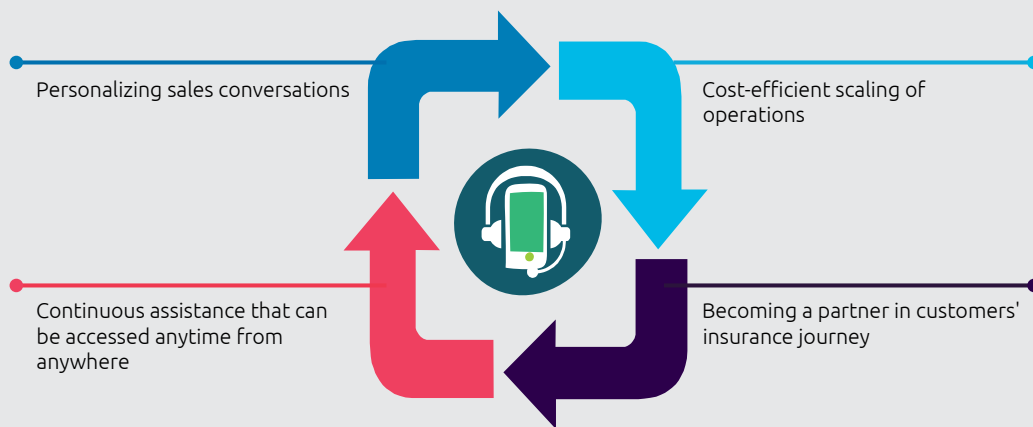 Personalizing sales conversations
Cost-efficient scaling of
operations
Continuous assistance that can
be accessed anytime from
anywhere
Becoming a partner in customers'
insurance journey